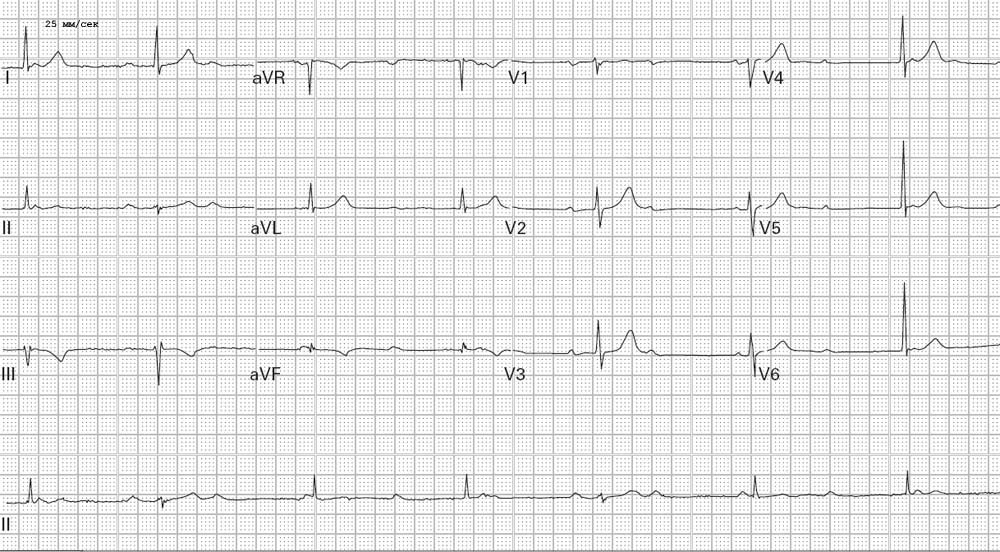 25 мм/сек
I aVR V1 V4
II aVL V2 V5
III aVF V3 V6
II